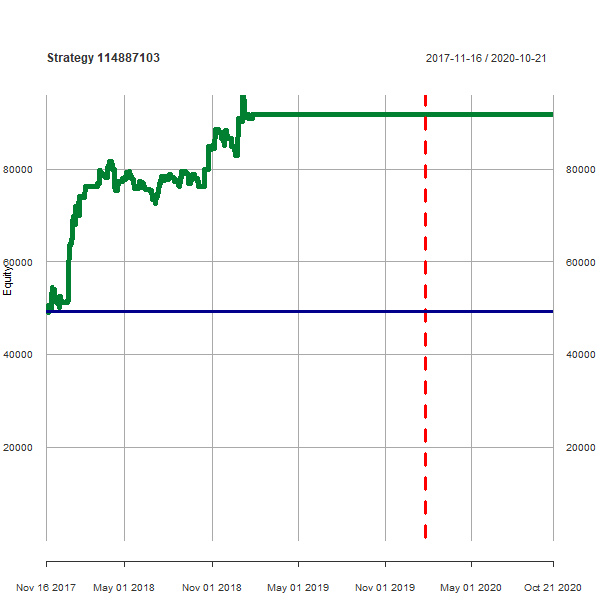 Strategy 114887103
2017-11-16 / 2020-10-21
80000
80000
60000
60000
Equity
40000
40000
20000
20000
Nov 16 2017
May 01 2018
Nov 01 2018
May 01 2019
Nov 01 2019
May 01 2020
Oct 21 2020